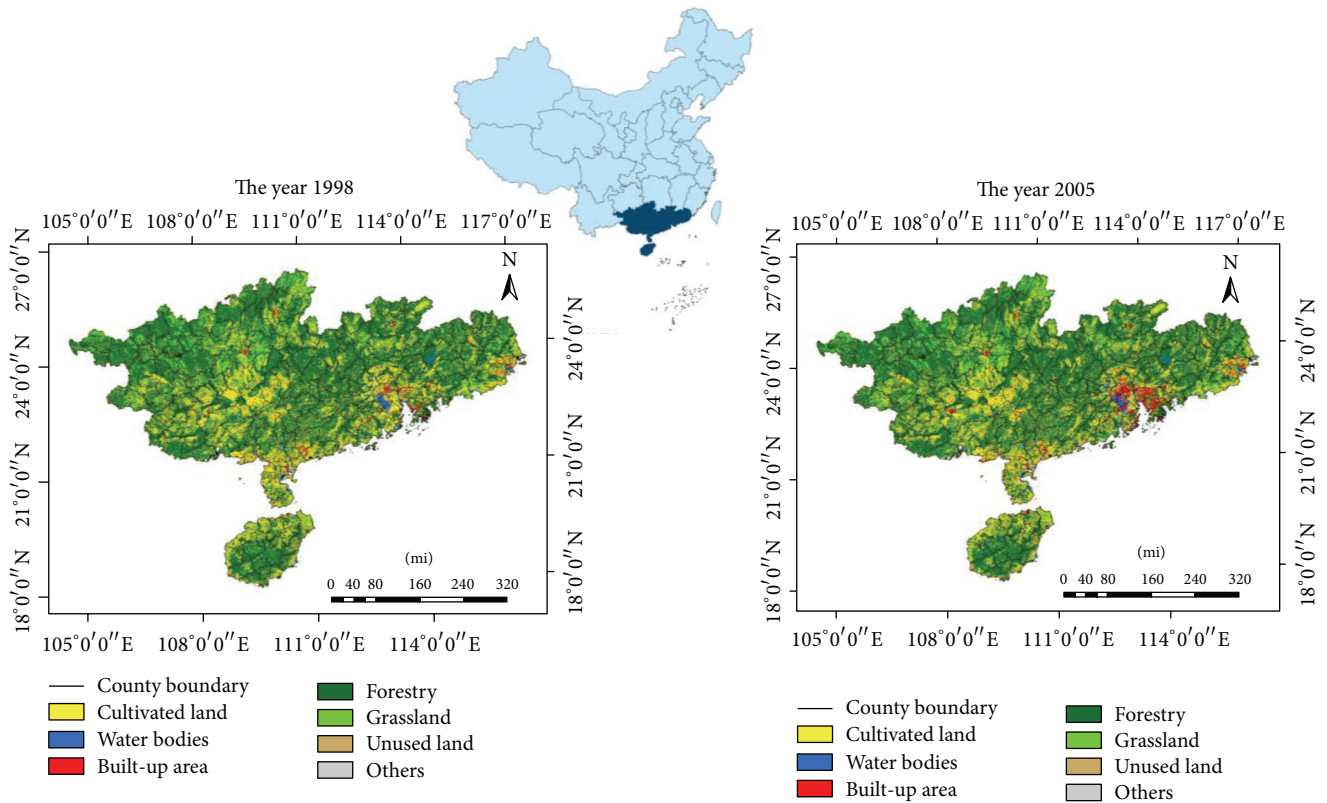 The year 1998
105°0′0″E 108°0′0″E 111°0′0″E 114°0′0″E 117°0′0″E
27°0′0″N
24°0′0″N
21°0′0″N
18°0′0″N
N
24°0′0″N
21°0′0″N
18°0′0″N
(mi)
0 40 80 160 240 320
105°0′0″E 108°0′0″E 111°0′0″E 114°0′0″E
County boundary
Cultivated land
Water bodies
Built-up area
Forestry
Grassland
Unused land
Others
The year 2005
105°0′0″E 108°0′0″E 111°0′0″E 114°0′0″E 117°0′0″E
27°0′0″N
24°0′0″N
21°0′0″N
18°0′0″N
N
24°0′0″N
21°0′0″N
18°0′0″N
(mi)
0 40 80 160 240 320
105°0′0″E 108°0′0″E 111°0′0″E 114°0′0″E
County boundary
Cultivated land
Water bodies
Built-up area
Forestry
Grassland
Unused land
Others